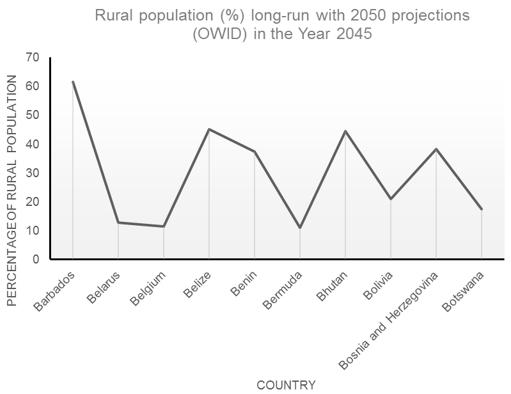 Rural population (%) long-run with 2050 projections
(OWID) in the Year 2045
PERCENTAGE OF RURAL POPULATION
70
60
50
40
30
20
10
0
Barbados
Belarus
Belgium
Belize
Benin
Bermuda
Bhutan
Bolivia
Bosnia and Herzegovina
Botswana
COUNTRY